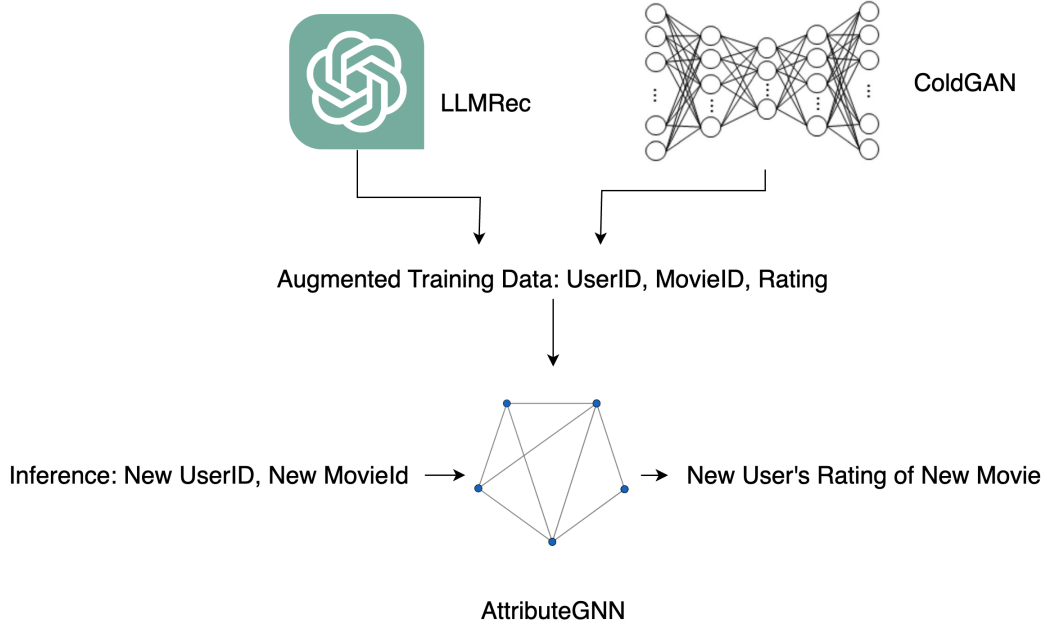 LLMRec
ColdGAN
Augmented Training Data: UserID, MovieID, Rating
Inference: New UserID, New MovieId
New User's Rating of New Movie
AttributeGNN